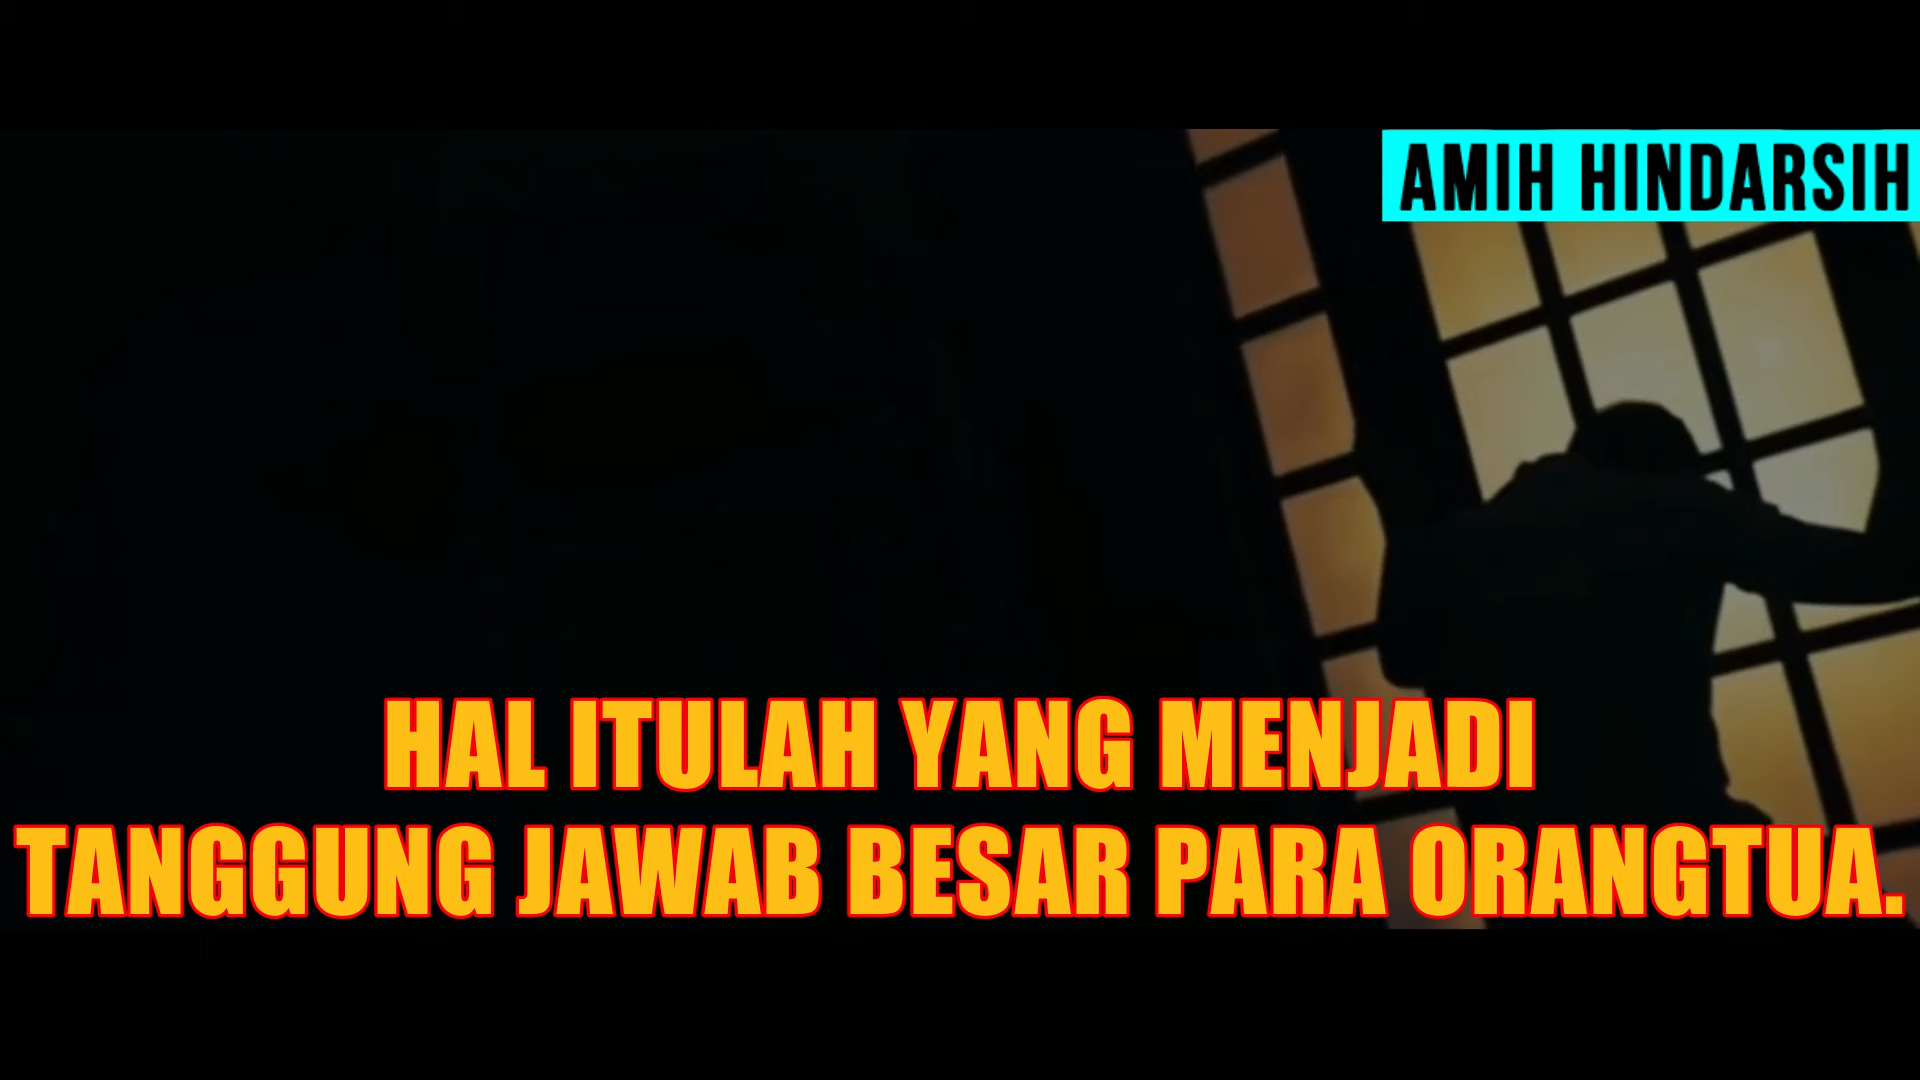 AMIH HINDARSIH
HAL ITULAH YANG MENJADI
TANGGUNG JAWAB BESAR PARA ORANGTUA.